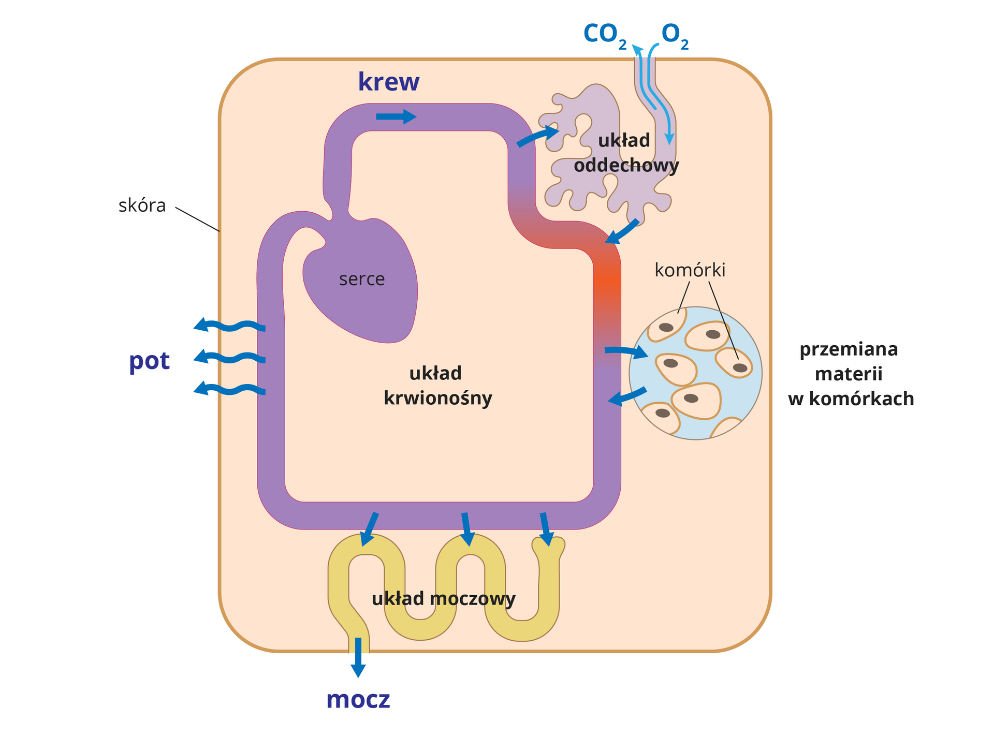 CO₂ O₂
krew
układ
oddechowy
skóra
komórki
serce
pot
przemiana
materii
w komórkach
układ
krwionośny
układ moczowy
mocz